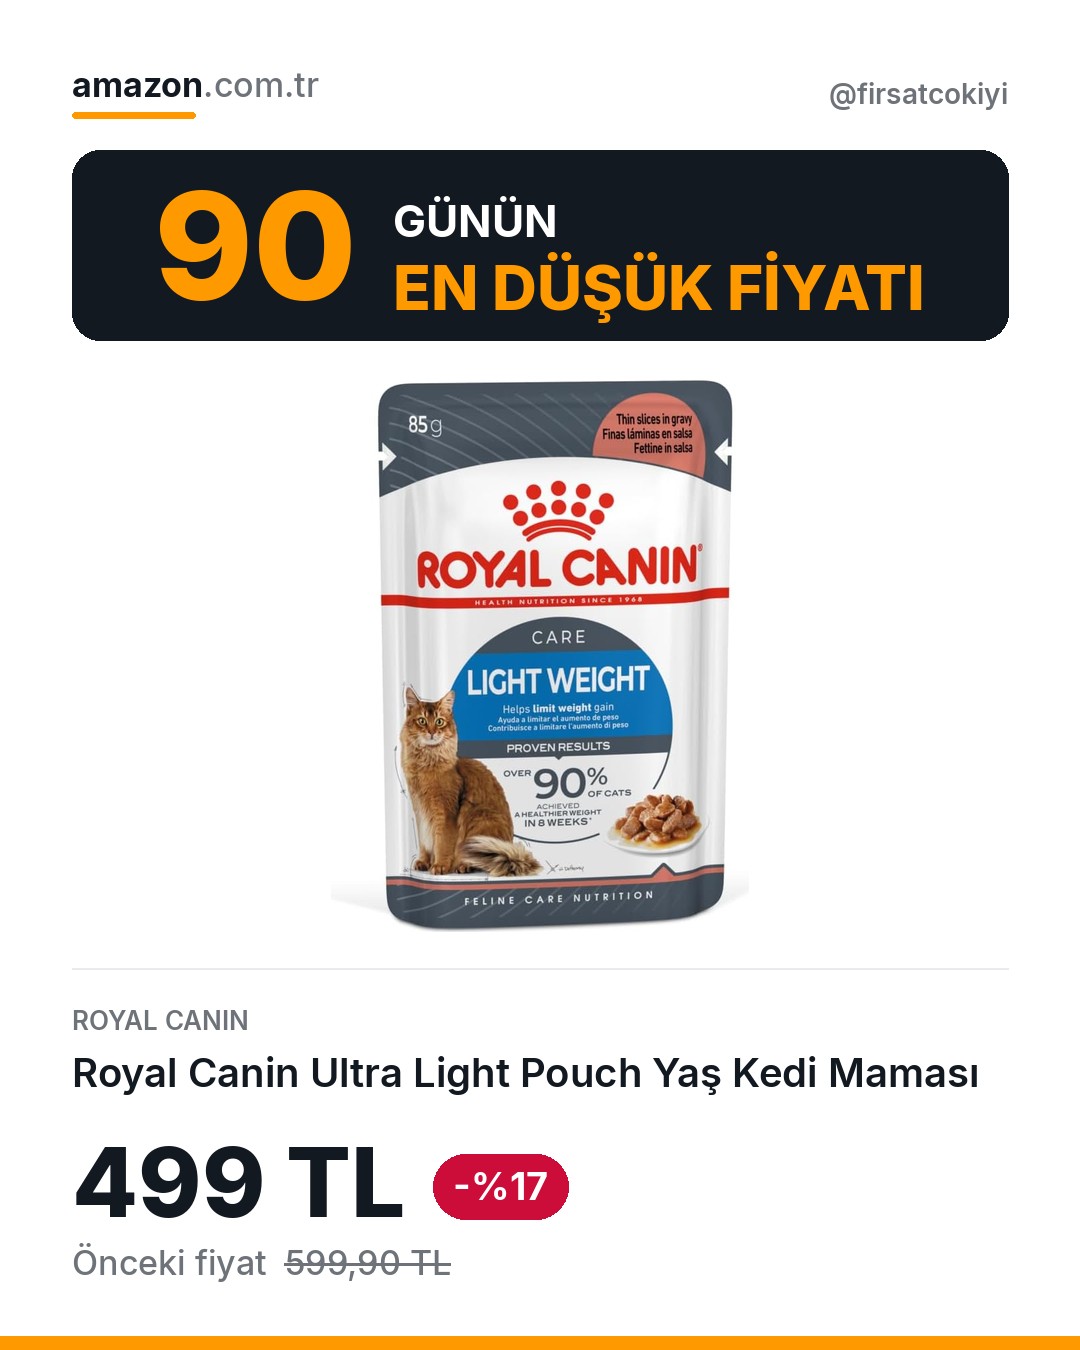 amazon.com.tr
@firsatcokiyi
90
GÜNÜN
EN DÜŞÜK FİYATI
85g
Thin slices in gravy
Finas láminas en salsa
Fettine in salsa
ROYAL CANIN®
HEALTH NUTRITION SINCE 1968
CARE
LIGHT WEIGHT
Helps limit weight gain
Ayuda a limitar el aumento de peso
Contribuisce a limitare l'aumento di peso
PROVEN RESULTS
OVER 90% OF CATS
ACHIEVED
A HEALTHIER WEIGHT
IN 8 WEEKS*
FELINE CARE NUTRITION
ROYAL CANIN
Royal Canin Ultra Light Pouch Yaş Kedi Maması
499 TL -%17
Önceki fiyat 599,90 TL